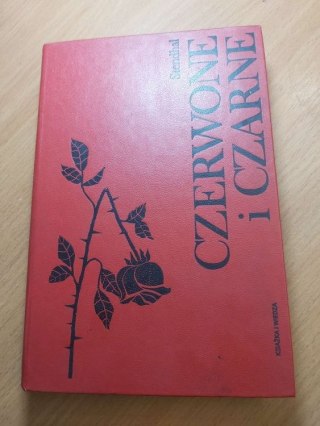 Stendhal
CZERWONE
i CZARNE
KSIĄŻKA I WIEDZA